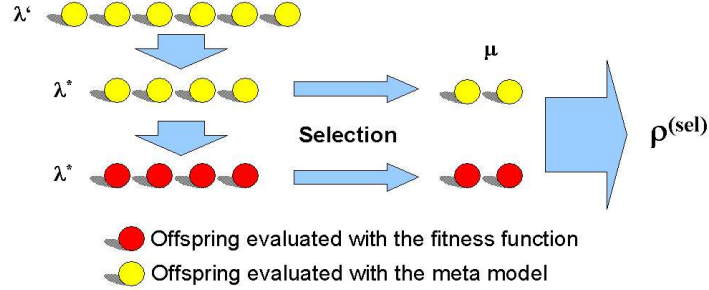 λ‘
μ
λ*
Selection
ρ(sel)
λ*
Offspring evaluated with the fitness function
Offspring evaluated with the meta model